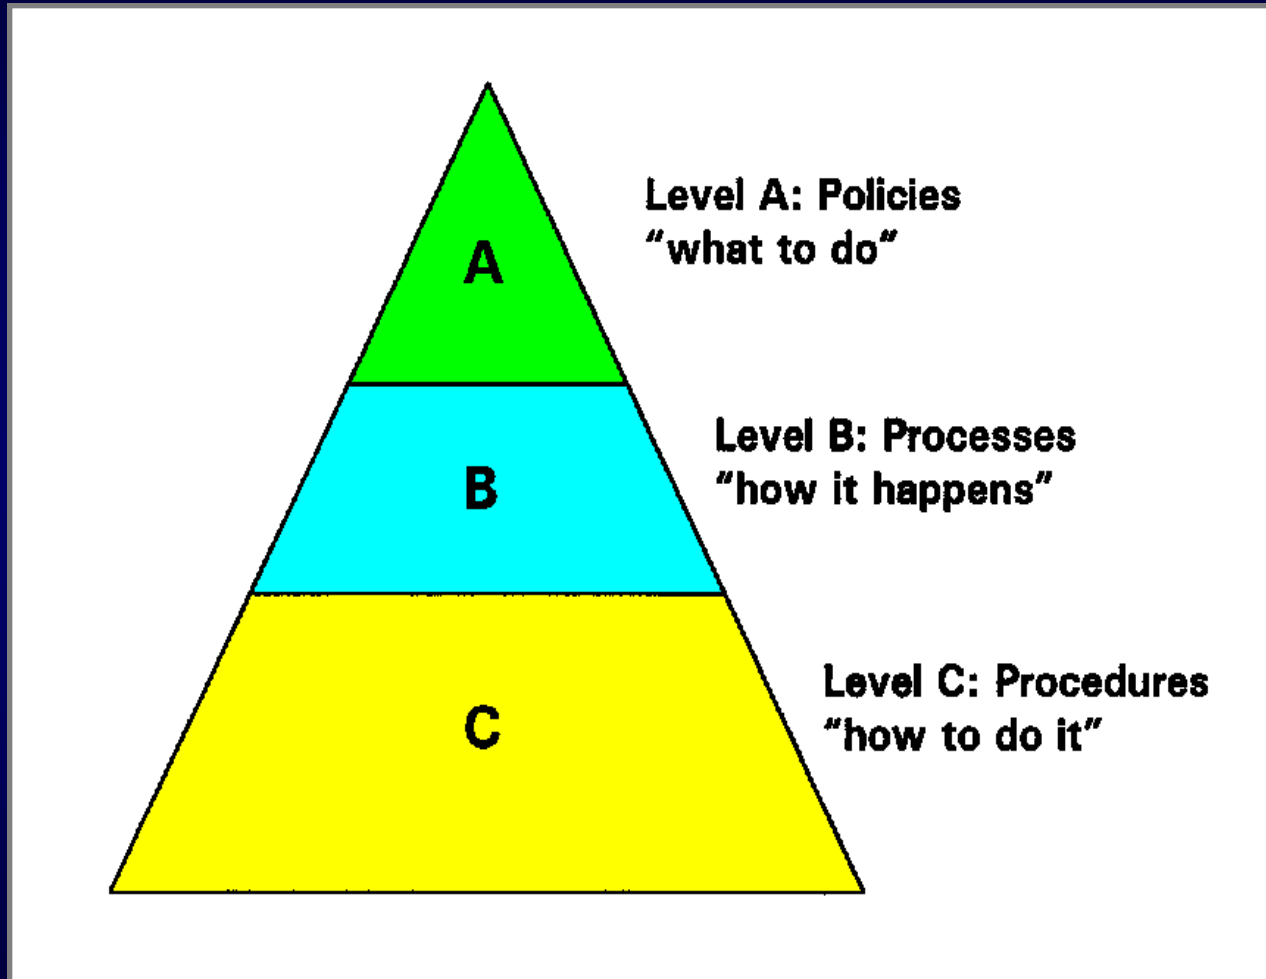 A
Level A: Policies
“what to do”
B
Level B: Processes
“how it happens”
C
Level C: Procedures
“how to do it”